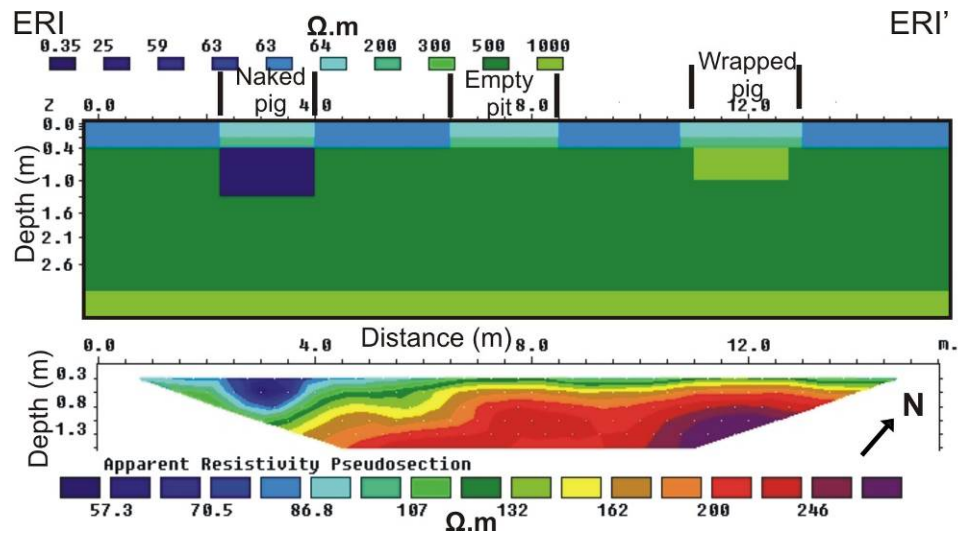 ERI ERI'
Ω.m
0.35 25 59 63 63 64 200 300 500 1000
Naked pig
Empty pit
Wrapped pig
Z 0.0 4.0 8.0 12.0
Depth (m)
0.0
0.4
1.0
1.6
2.1
2.6
Distance (m)
0.0 4.0 8.0 12.0 m.
Depth (m)
0.3
0.8
1.3
N
Apparent Resistivity Pseudosection
57.3 70.5 86.8 107 132 162 200 246
Ω.m